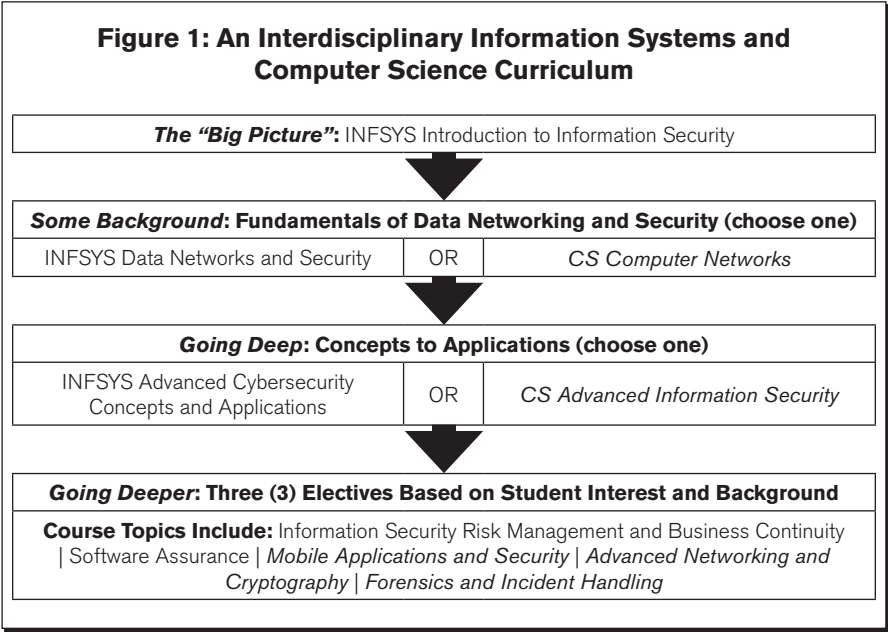 Figure 1: An Interdisciplinary Information Systems and
Computer Science Curriculum
The “Big Picture”: INFSYS Introduction to Information Security
Some Background: Fundamentals of Data Networking and Security (choose one)
INFSYS Data Networks and Security
OR
CS Computer Networks
Going Deep: Concepts to Applications (choose one)
INFSYS Advanced Cybersecurity
Concepts and Applications
OR
CS Advanced Information Security
Going Deeper: Three (3) Electives Based on Student Interest and Background
Course Topics Include: Information Security Risk Management and Business Continuity
| Software Assurance | Mobile Applications and Security | Advanced Networking and
Cryptography | Forensics and Incident Handling